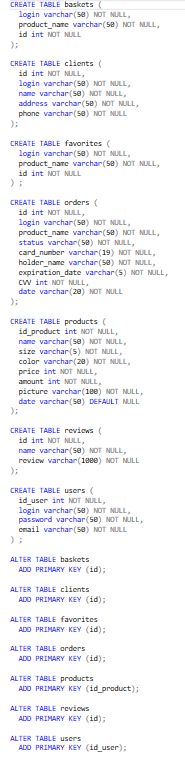 CREATE TABLE baskets (
login varchar(50) NOT NULL,
product_name varchar(50) NOT NULL,
id int NOT NULL
);
CREATE TABLE clients (
id int NOT NULL,
login varchar(50) NOT NULL,
name varchar(50) NOT NULL,
address varchar(50) NOT NULL,
phone varchar(50) NOT NULL
);
CREATE TABLE favorites (
login varchar(50) NOT NULL,
product_name varchar(50) NOT NULL,
id int NOT NULL
) ;
CREATE TABLE orders (
id int NOT NULL,
login varchar(50) NOT NULL,
product_name varchar(50) NOT NULL,
status varchar(50) NOT NULL,
card_number varchar(19) NOT NULL,
holder_name varchar(50) NOT NULL,
expiration_date varchar(5) NOT NULL,
CVV int NOT NULL,
date varchar(20) NOT NULL
);
CREATE TABLE products (
id_product int NOT NULL,
name varchar(50) NOT NULL,
size varchar(5) NOT NULL,
color varchar(20) NOT NULL,
price int NOT NULL,
amount int NOT NULL,
picture varchar(100) NOT NULL,
date varchar(50) DEFAULT NULL
);
CREATE TABLE reviews (
id int NOT NULL,
name varchar(50) NOT NULL,
review varchar(1000) NOT NULL
);
CREATE TABLE users (
id_user int NOT NULL,
login varchar(50) NOT NULL,
password varchar(50) NOT NULL,
email varchar(50) NOT NULL
) ;
ALTER TABLE baskets
ADD PRIMARY KEY (id);
ALTER TABLE clients
ADD PRIMARY KEY (id);
ALTER TABLE favorites
ADD PRIMARY KEY (id);
ALTER TABLE orders
ADD PRIMARY KEY (id);
ALTER TABLE products
ADD PRIMARY KEY (id_product);
ALTER TABLE reviews
ADD PRIMARY KEY (id);
ALTER TABLE users
ADD PRIMARY KEY (id_user);